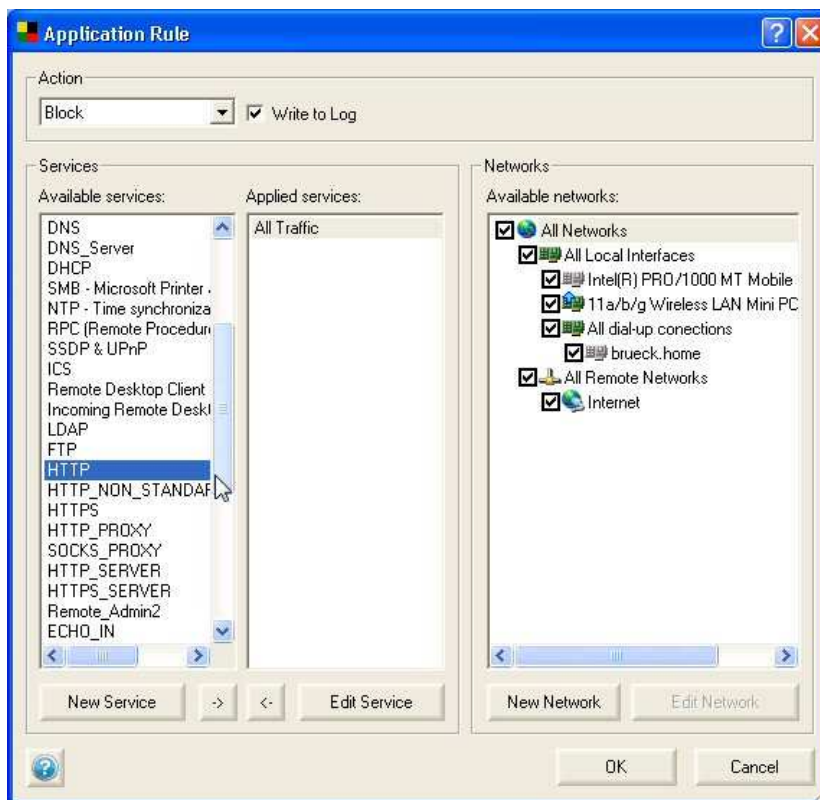 Application Rule
Action
Block
Write to Log
Services
Available services:
DNS
DNS_Server
DHCP
SMB - Microsoft Printer
NTP - Time synchroniza
RPC (Remote Procedure
SSDP & UPnP
ICS
Remote Desktop Client
Incoming Remote Deskt
LDAP
FTP
HTTP
HTTP_NON_STANDAR
HTTPS
HTTP_PROXY
SOCKS_PROXY
HTTP_SERVER
HTTPS_SERVER
Remote_Admin2
ECHO_IN
Applied services:
All Traffic
New Service
->
<-
Edit Service
Networks
Available networks:
All Networks
All Local Interfaces
Intel(R) PRO/1000 MT Mobile
11a/b/g Wireless LAN Mini PC
All dial-up conections
brueck.home
All Remote Networks
Internet
New Network
Edit Network
OK
Cancel